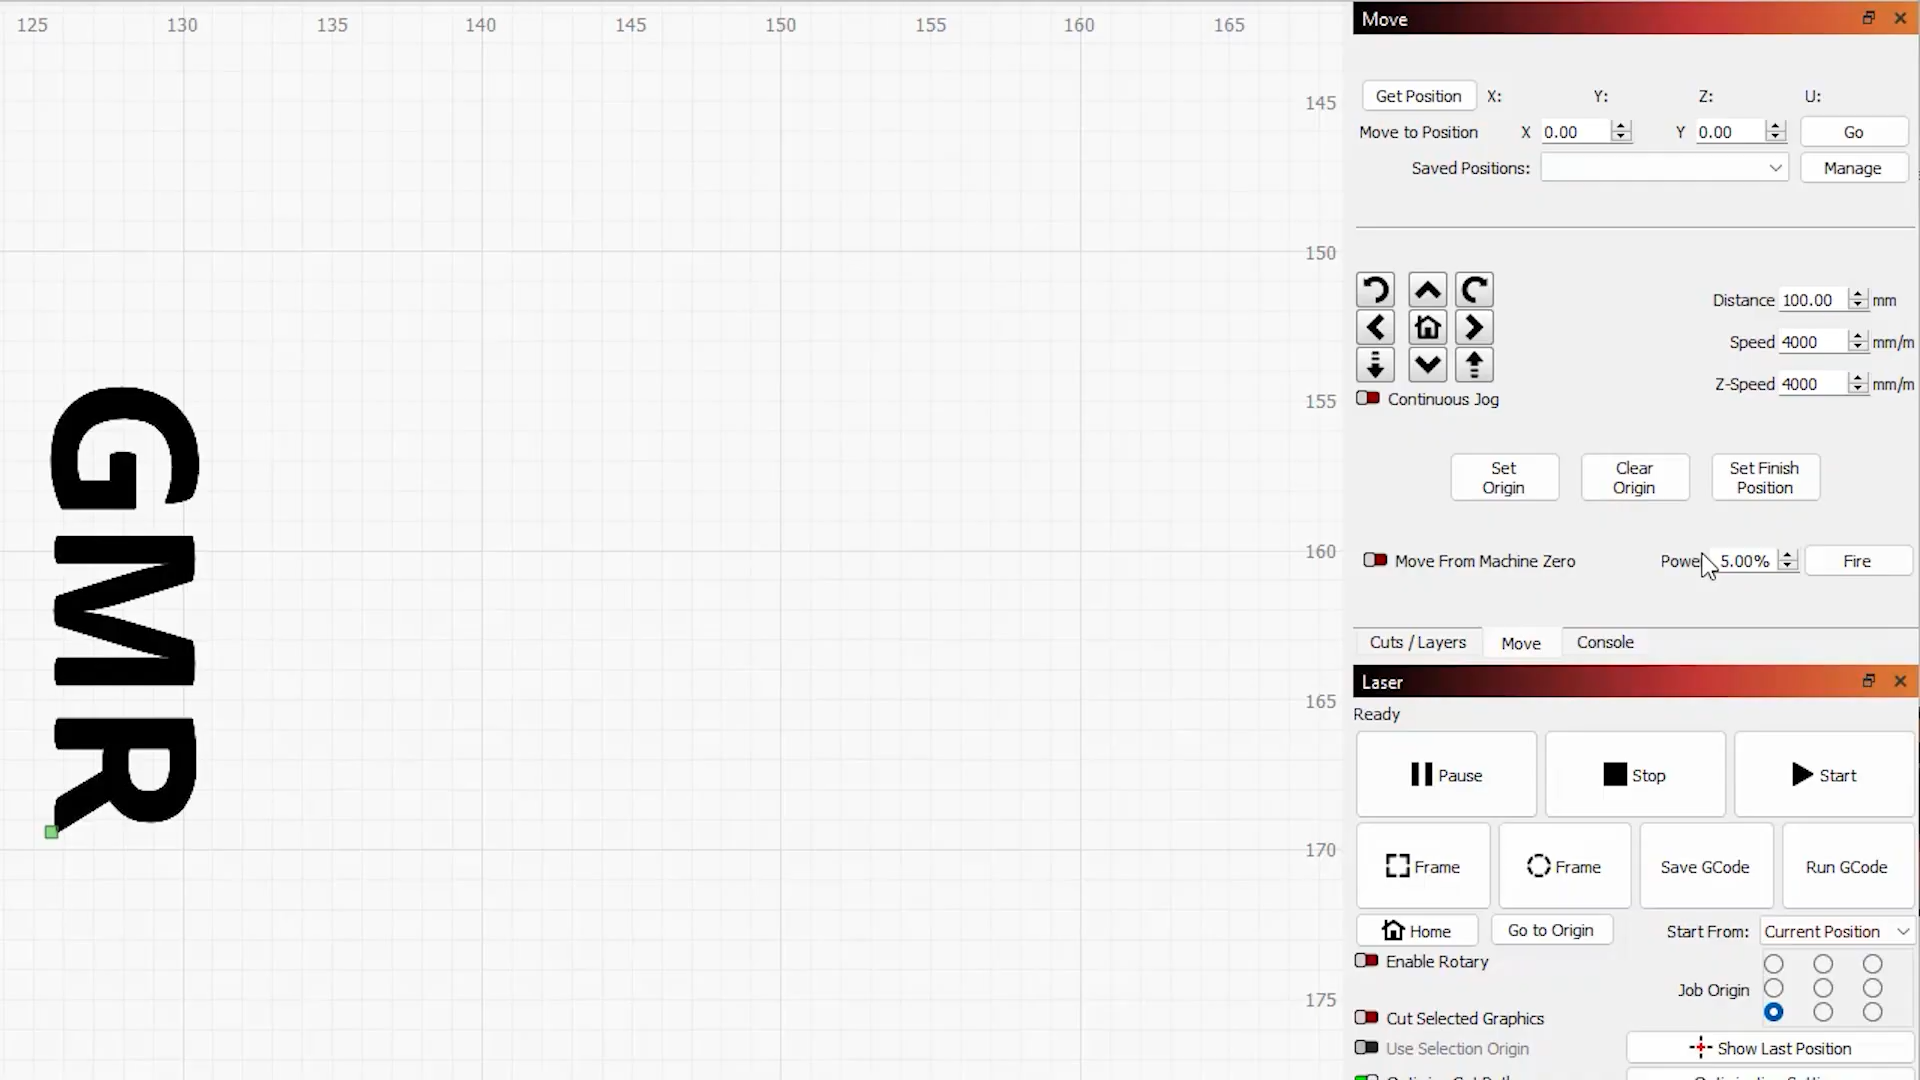 125 130 135 140 145 150 155 160 165
145
150
155
160
165
170
175
GMR
Move
Get Position X: Y: Z: U:
Move to Position X 0.00 Y 0.00 Go
Saved Positions: Manage
Distance 100.00 mm
Speed 4000 mm/m
Z-Speed 4000 mm/m
Continuous Jog
Set Origin
Clear Origin
Set Finish Position
Move From Machine Zero 5.00% Fire
Cuts / Layers Move Console
Laser
Ready
Pause Stop Start
Frame Frame Save GCode Run GCode
Home Go to Origin Start From: Current Position
Enable Rotary
Job Origin
Cut Selected Graphics
Use Selection Origin Show Last Position